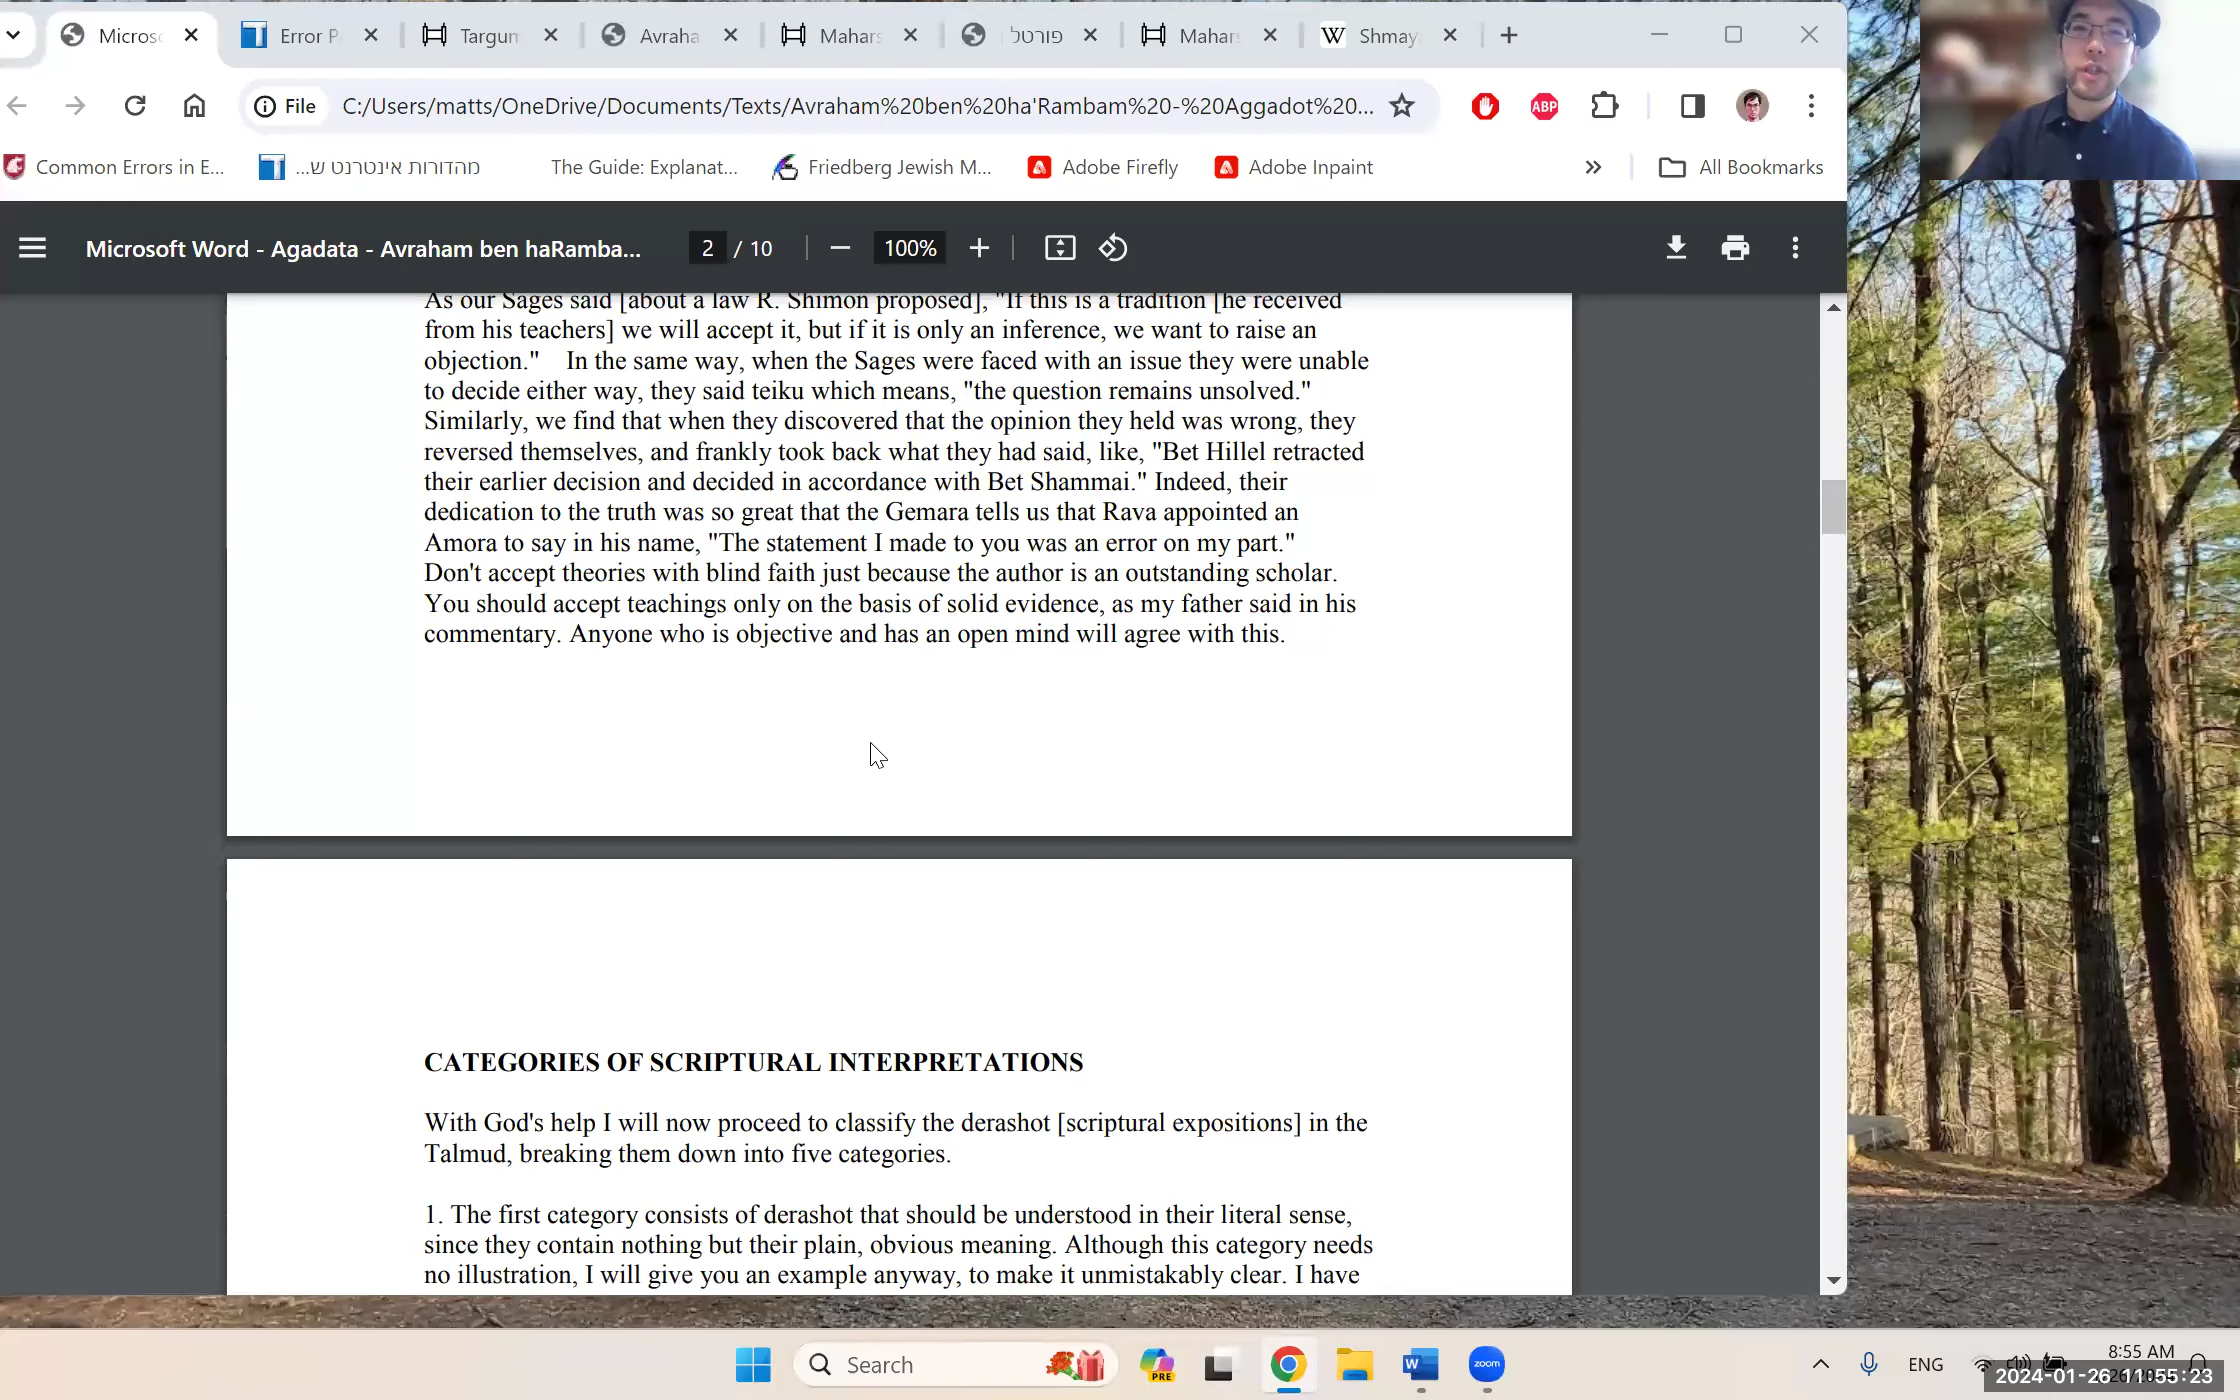 Micros
Error P
Targun
Avraha
Mahars
פורטל
Mahar
W Shmay
File C:/Users/matts/OneDrive/Documents/Texts/Avraham%20ben%20ha'Rambam%20-%20Aggadot%20...
ABP
Common Errors in E...
מהדורות אינטרנט ש...
The Guide: Explanat...
Friedberg Jewish M...
Adobe Firefly
Adobe Inpaint
All Bookmarks
Microsoft Word - Agadata - Avraham ben haRamba... 2 / 10 100%
As our Sages said [about a law R. Shimon proposed], "If this is a tradition [he received
from his teachers] we will accept it, but if it is only an inference, we want to raise an
objection." In the same way, when the Sages were faced with an issue they were unable
to decide either way, they said teiku which means, "the question remains unsolved."
Similarly, we find that when they discovered that the opinion they held was wrong, they
reversed themselves, and frankly took back what they had said, like, "Bet Hillel retracted
their earlier decision and decided in accordance with Bet Shammai." Indeed, their
dedication to the truth was so great that the Gemara tells us that Rava appointed an
Amora to say in his name, "The statement I made to you was an error on my part."
Don't accept theories with blind faith just because the author is an outstanding scholar.
You should accept teachings only on the basis of solid evidence, as my father said in his
commentary. Anyone who is objective and has an open mind will agree with this.
CATEGORIES OF SCRIPTURAL INTERPRETATIONS
With God's help I will now proceed to classify the derashot [scriptural expositions] in the
Talmud, breaking them down into five categories.
1. The first category consists of derashot that should be understood in their literal sense,
since they contain nothing but their plain, obvious meaning. Although this category needs
no illustration, I will give you an example anyway, to make it unmistakably clear. I have
Search
PRE
W
zoom
ENG
8:55 AM
2024-01-26 11:55:23